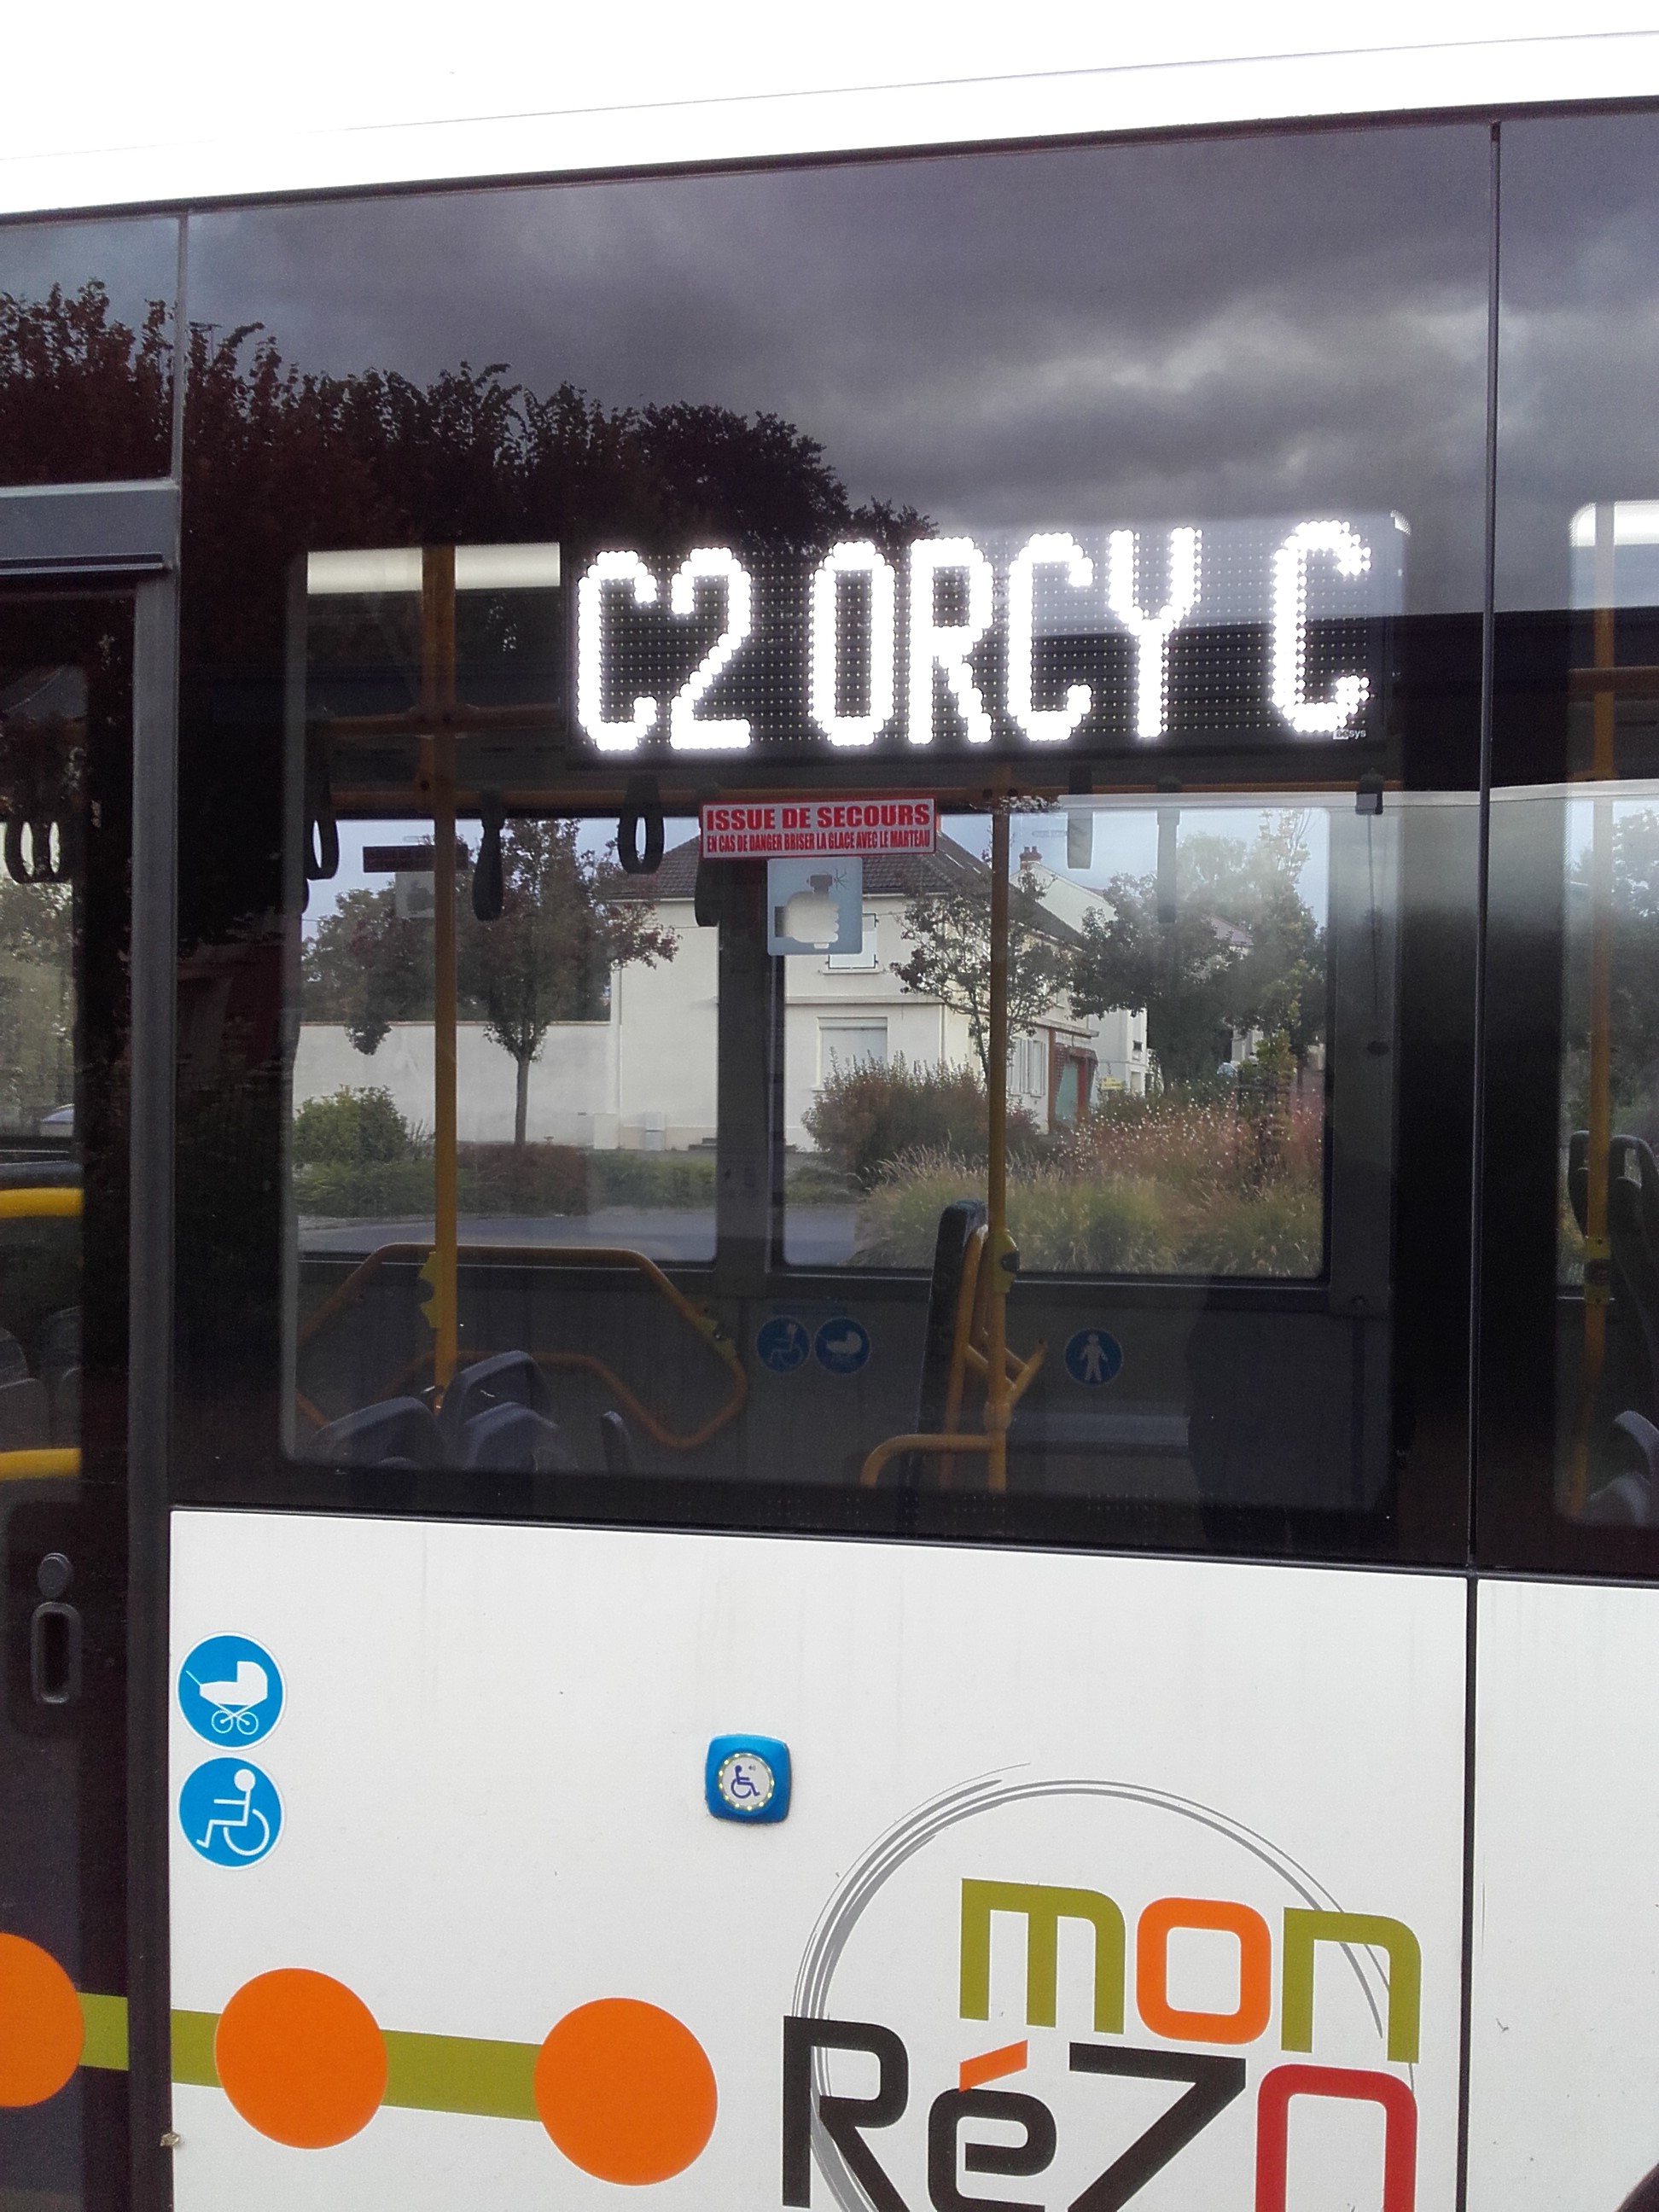 C2 ORCY C
ISSUE DE SECOURS
EN CAS DE DANGER BRISER LA GLACE AVEC LE MARTEAU
mon
RéZO